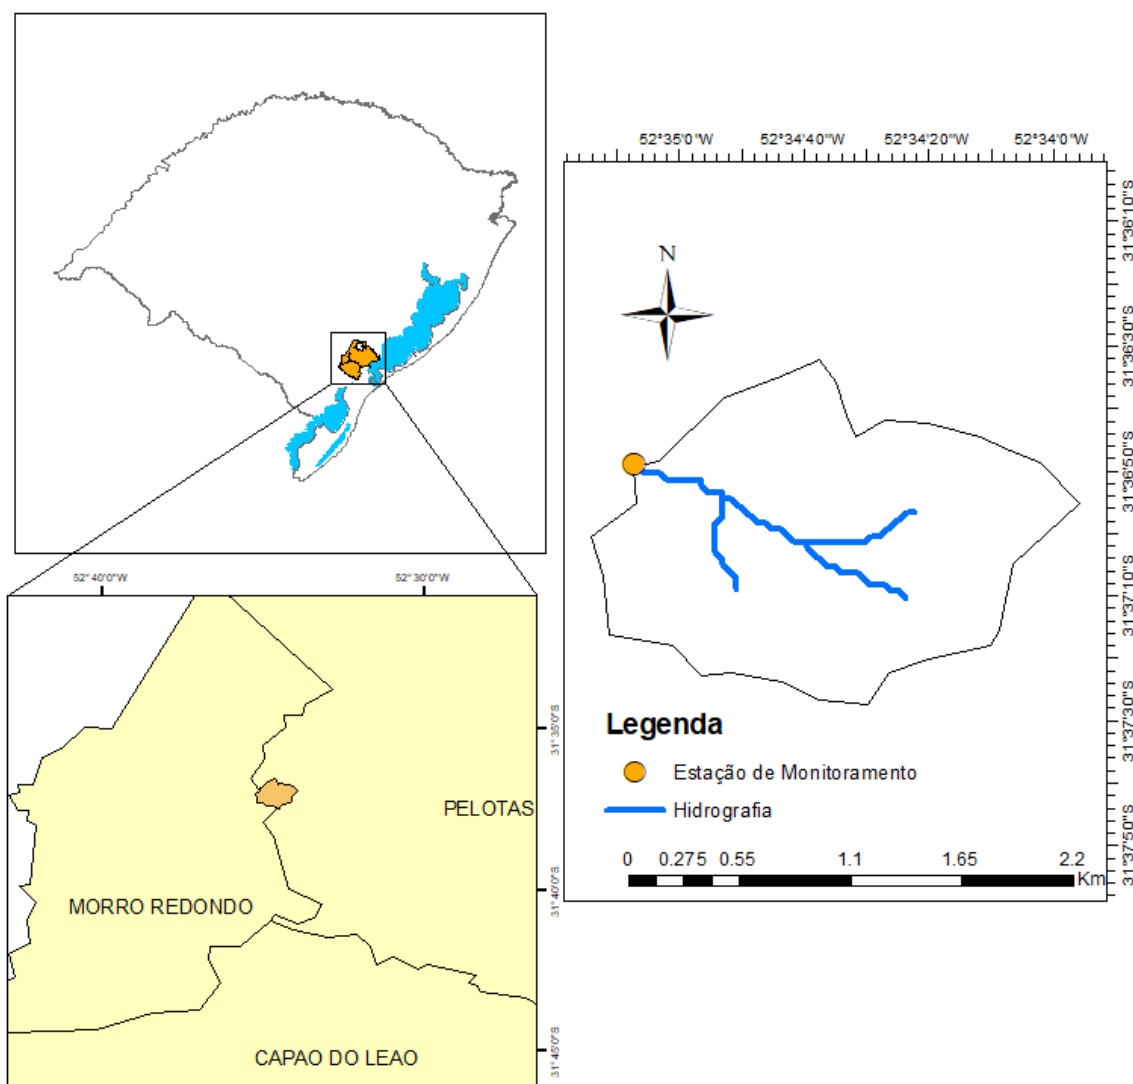 52°35'0"W 52°34'40"W 52°34'20"W 52°34'0"W
31°36'10"S
31°36'30"S
31°36'50"S
31°37'10"S
31°37'30"S
31°37'50"S
N
Legenda
Estação de Monitoramento
Hidrografia
0 0.275 0.55 1.1 1.65 2.2
Km
52°40'0"W 52°30'0"W
31°35'0"S
31°40'0"S
31°45'0"S
PELOTAS
MORRO REDONDO
CAPAO DO LEAO